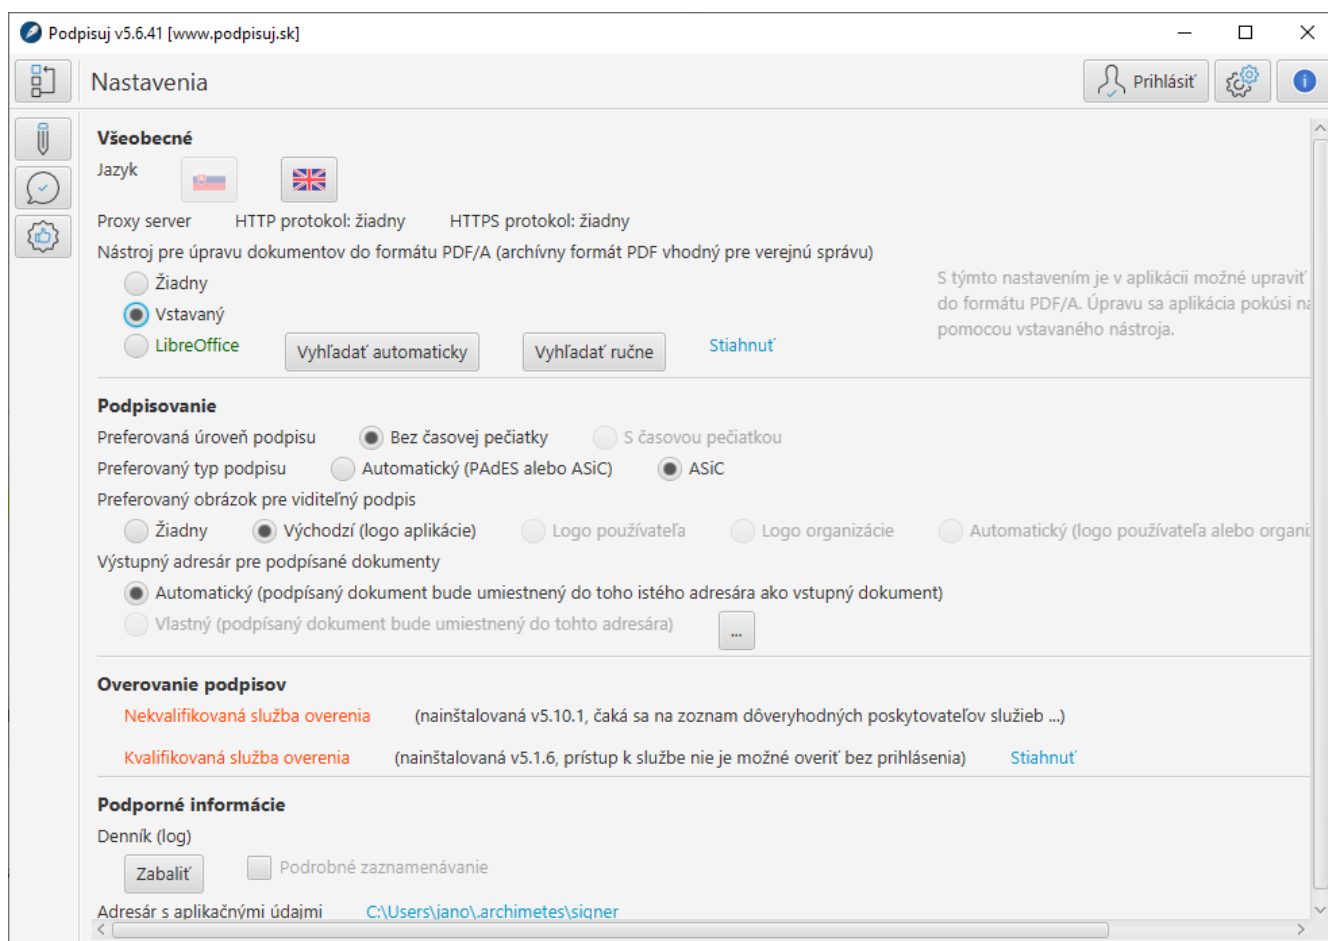 Podpisuj v5.6.41 [www.podpisuj.sk]
Nastavenia
Prihlásiť
Všeobecné
Jazyk
Proxy server HTTP protokol: žiadny HTTPS protokol: žiadny
Nástroj pre úpravu dokumentov do formátu PDF/A (archívny formát PDF vhodný pre verejnú správu)
Žiadny
Vstavaný
LibreOffice Vyhľadať automaticky Vyhľadať ručne Stiahnuť
S týmto nastavením je v aplikácii možné upraviť
do formátu PDF/A. Úpravu sa aplikácia pokúsi na
pomocou vstavaného nástroja.
Podpisovanie
Preferovaná úroveň podpisu Bez časovej pečiatky S časovou pečiatkou
Preferovaný typ podpisu Automatický (PAdES alebo ASiC) ASiC
Preferovaný obrázok pre viditeľný podpis
Žiadny Východzí (logo aplikácie) Logo používateľa Logo organizácie Automatický (logo používateľa alebo organi
Výstupný adresár pre podpísané dokumenty
Automatický (podpísaný dokument bude umiestnený do toho istého adresára ako vstupný dokument)
Vlastný (podpísaný dokument bude umiestnený do tohto adresára) ...
Overovanie podpisov
Nekvalifikovaná služba overenia (nainštalovaná v5.10.1, čaká sa na zoznam dôveryhodných poskytovateľov služieb ...)
Kvalifikovaná služba overenia (nainštalovaná v5.1.6, prístup k službe nie je možné overiť bez prihlásenia) Stiahnuť
Podporné informácie
Denník (log)
Zabaliť Podrobné zaznamenávanie
Adresár s aplikačnými údajmi C:\Users\jano\.archimetes\signer